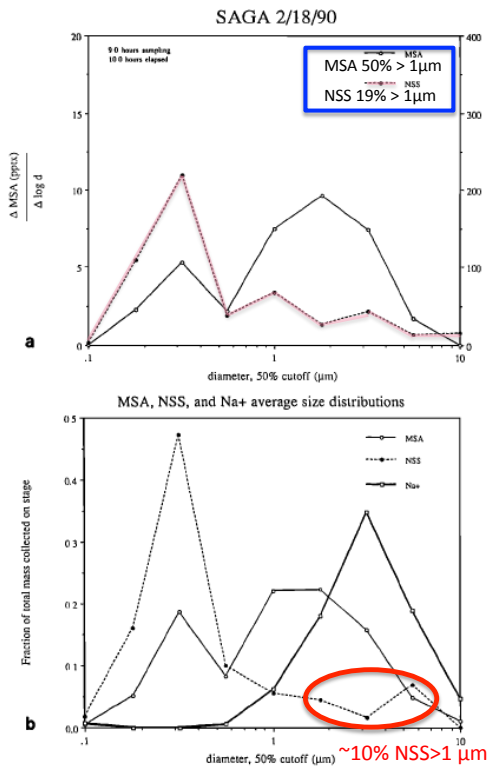 SAGA 2/18/90
20
15
10
5
0
Δ MSA (pptx)
Δ log d
9.0 hours sampling
10.0 hours elapsed
MSA
MSA 50% > 1µm
NSS
NSS 19% > 1µm
400
300
200
100
0
.1
1
10
a
diameter, 50% cutoff (µm)
MSA, NSS, and Na+ average size distributions
0.5
0.4
0.3
0.2
0.1
0.0
Fraction of total mass collected on stage
MSA
NSS
Na+
.1
1
10
b
diameter, 50% cutoff (µm)
~10% NSS>1 µm